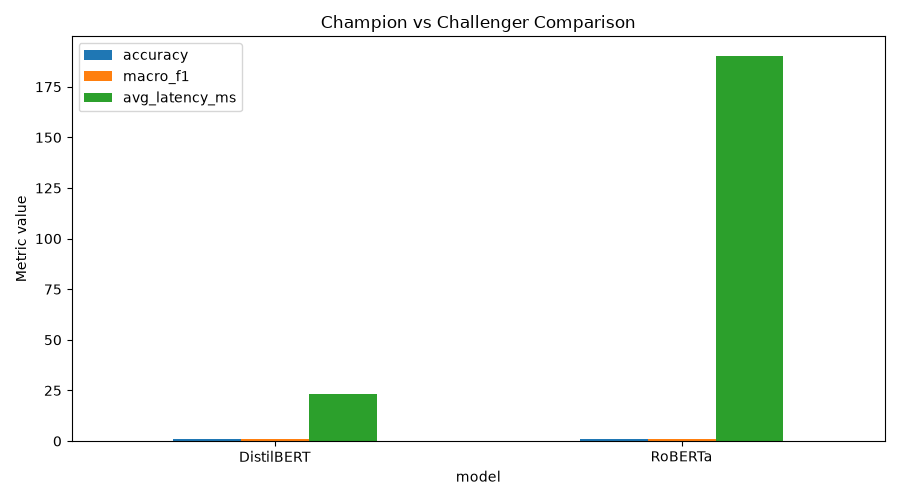 Champion vs Challenger Comparison
accuracy
macro_f1
avg_latency_ms
Metric value
175
150
125
100
75
50
25
0
DistilBERT
RoBERTa
model